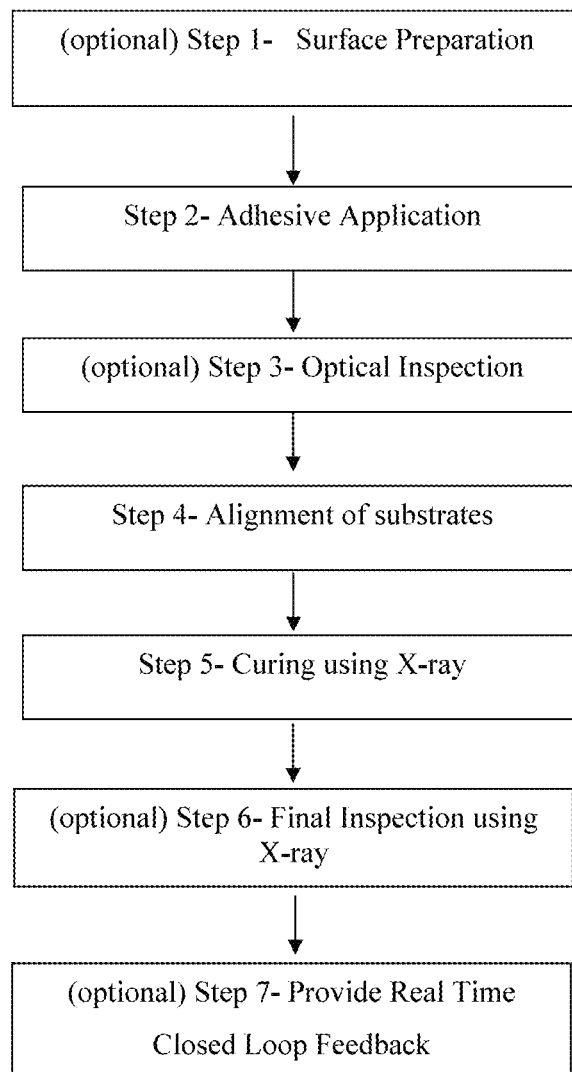 (optional) Step 1- Surface Preparation
Step 2- Adhesive Application
(optional) Step 3- Optical Inspection
Step 4- Alignment of substrates
Step 5- Curing using X-ray
(optional) Step 6- Final Inspection using
X-ray
(optional) Step 7- Provide Real Time
Closed Loop Feedback